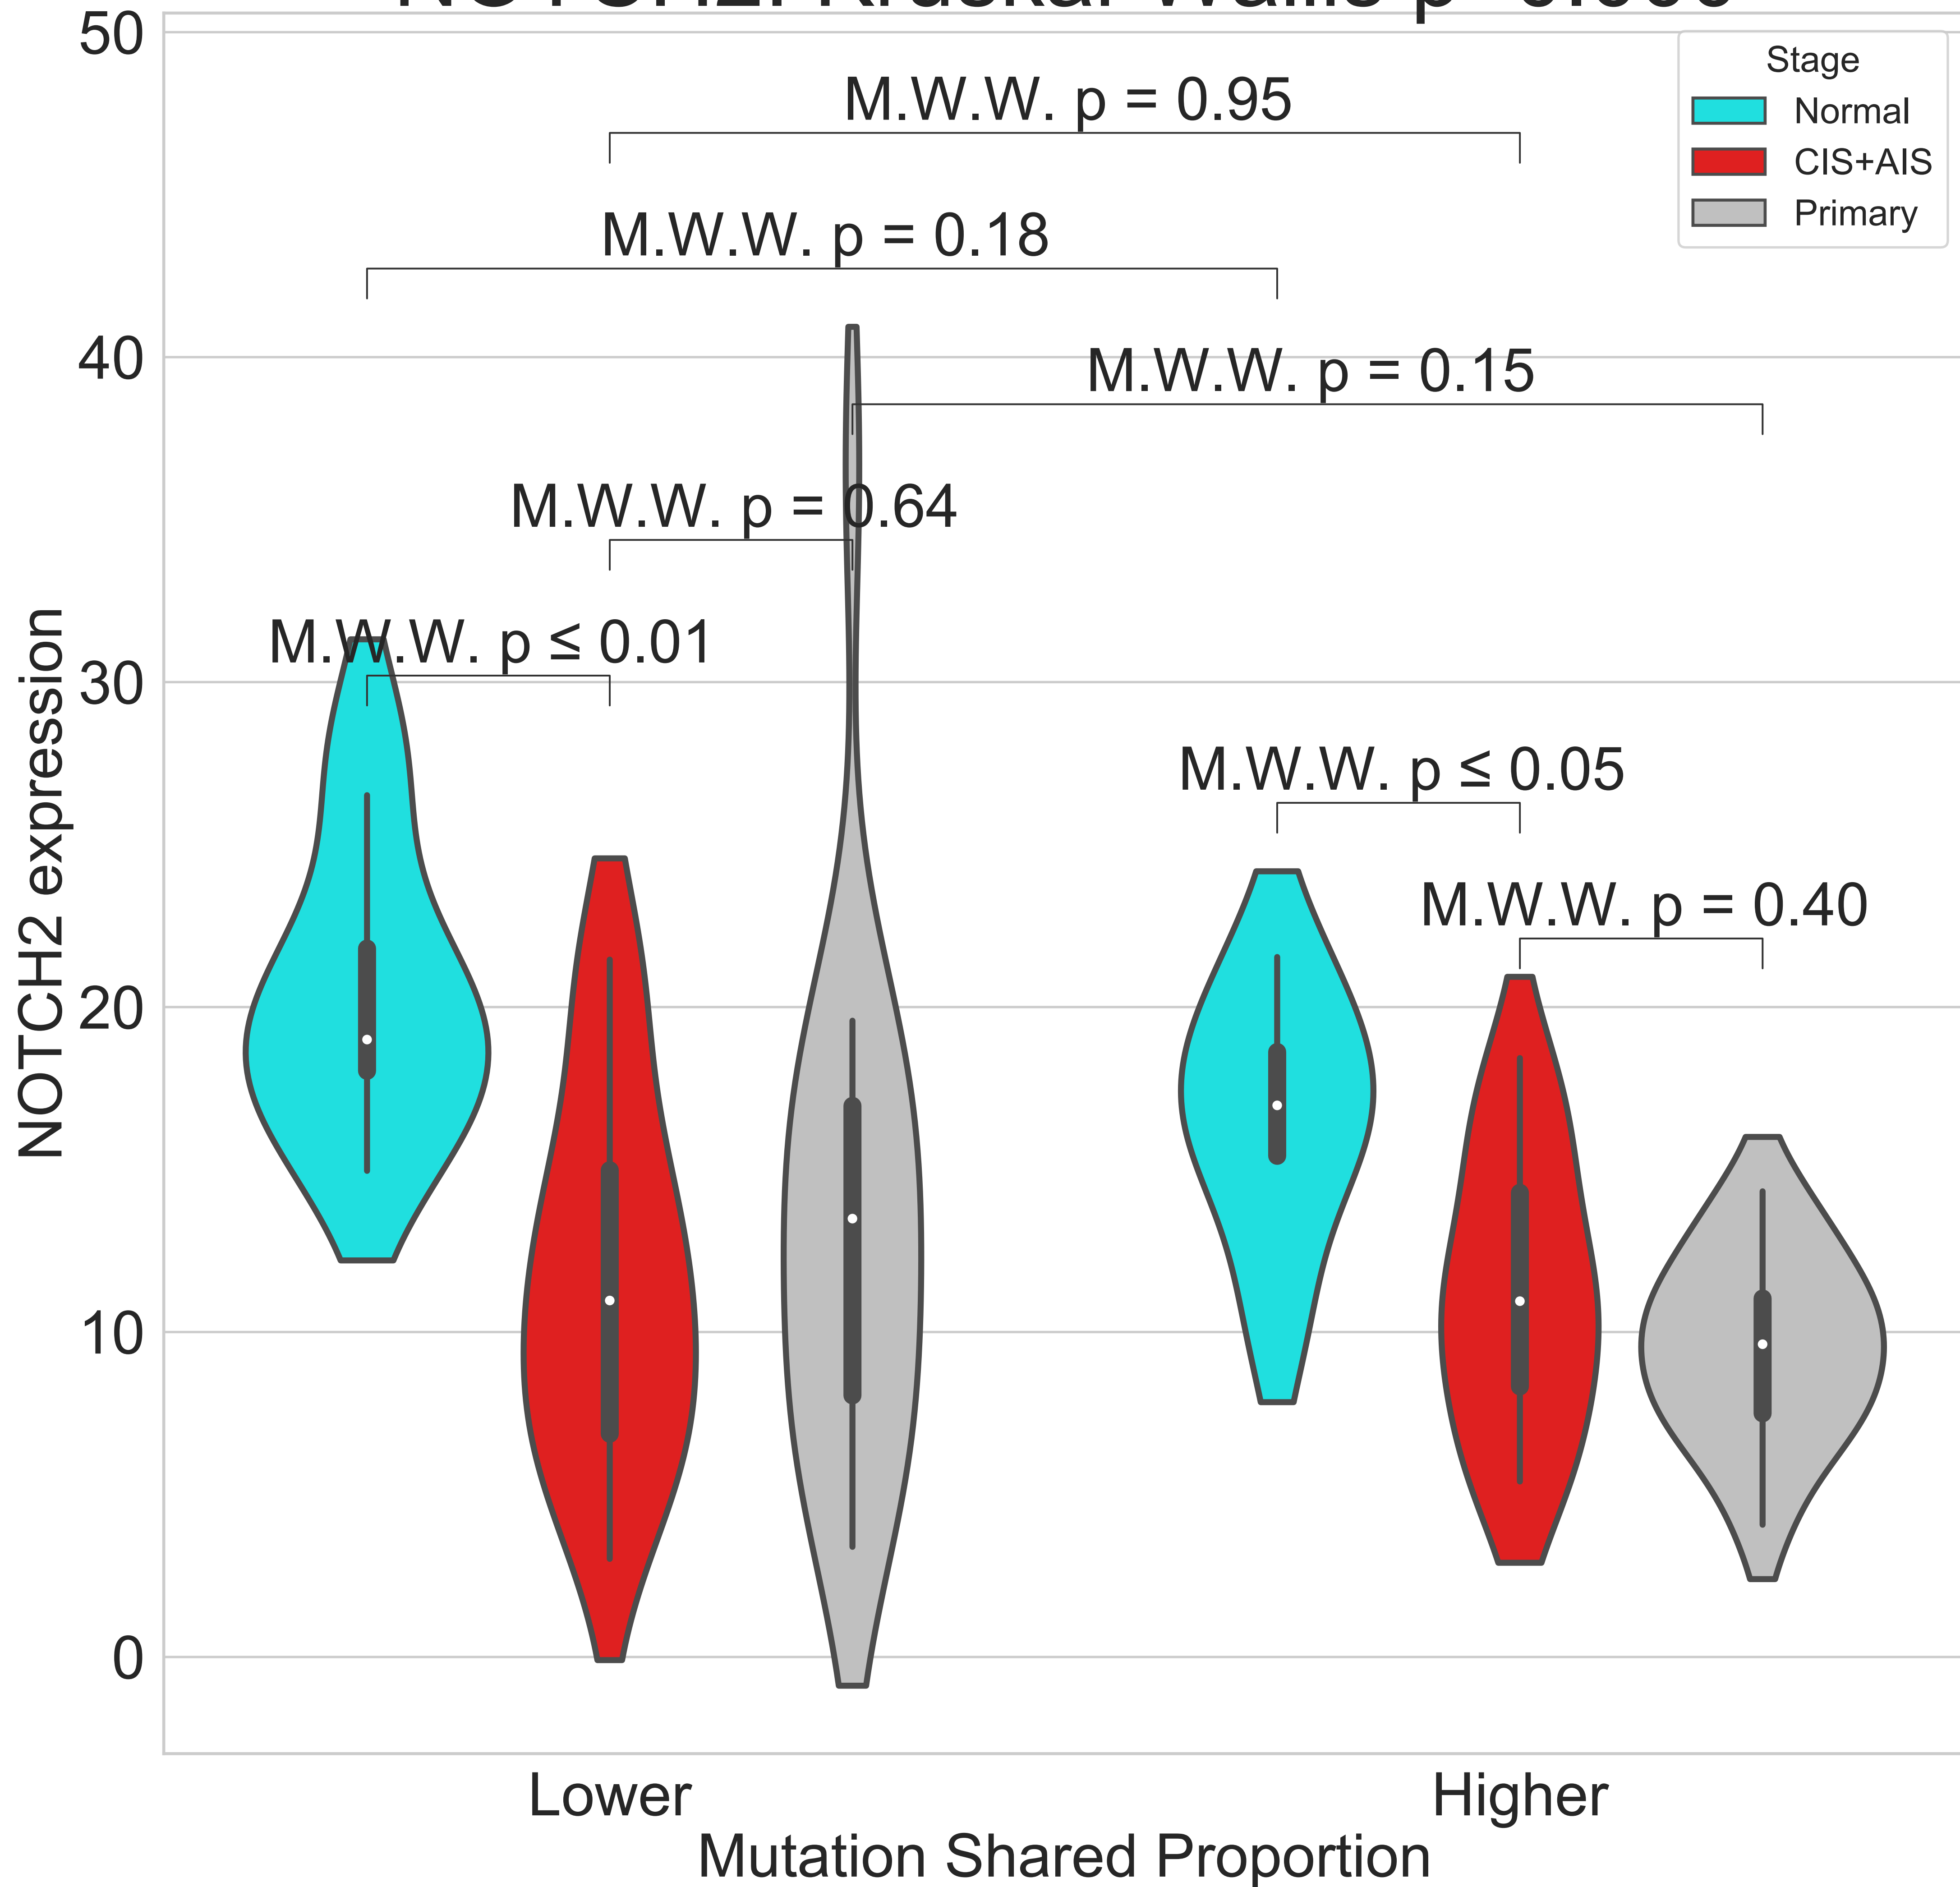 50
40
30
20
10
0
NOTCH2 expression
M.W.W. p = 0.95
M.W.W. p = 0.18
M.W.W. p = 0.15
M.W.W. p = 0.64
M.W.W. p ≤ 0.01
M.W.W. p ≤ 0.05
M.W.W. p = 0.40
Stage
Normal
CIS+AIS
Primary
Lower
Higher
Mutation Shared Proportion